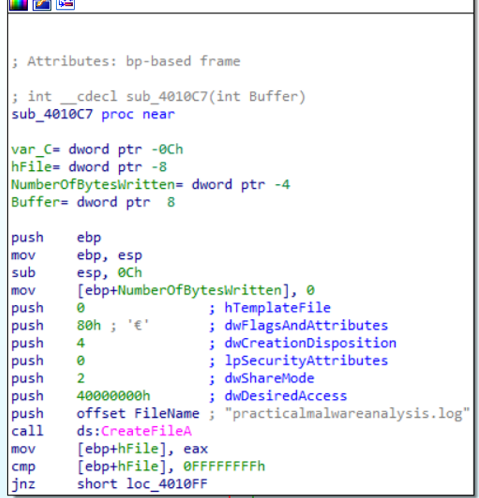 ; Attributes: bp-based frame
; int __cdecl sub_4010C7(int Buffer)
sub_4010C7 proc near
var_C= dword ptr -0Ch
hFile= dword ptr -8
NumberOfBytesWritten= dword ptr -4
Buffer= dword ptr  8
push    ebp
mov     ebp, esp
sub     esp, 0Ch
mov     [ebp+NumberOfBytesWritten], 0
push    0               ; hTemplateFile
push    80h ; '€'       ; dwFlagsAndAttributes
push    4               ; dwCreationDisposition
push    0               ; lpSecurityAttributes
push    2               ; dwShareMode
push    40000000h       ; dwDesiredAccess
push    offset FileName ; "practicalmalwareanalysis.log"
call    ds:CreateFileA
mov     [ebp+hFile], eax
cmp     [ebp+hFile], 0FFFFFFFFh
jnz     short loc_4010FF